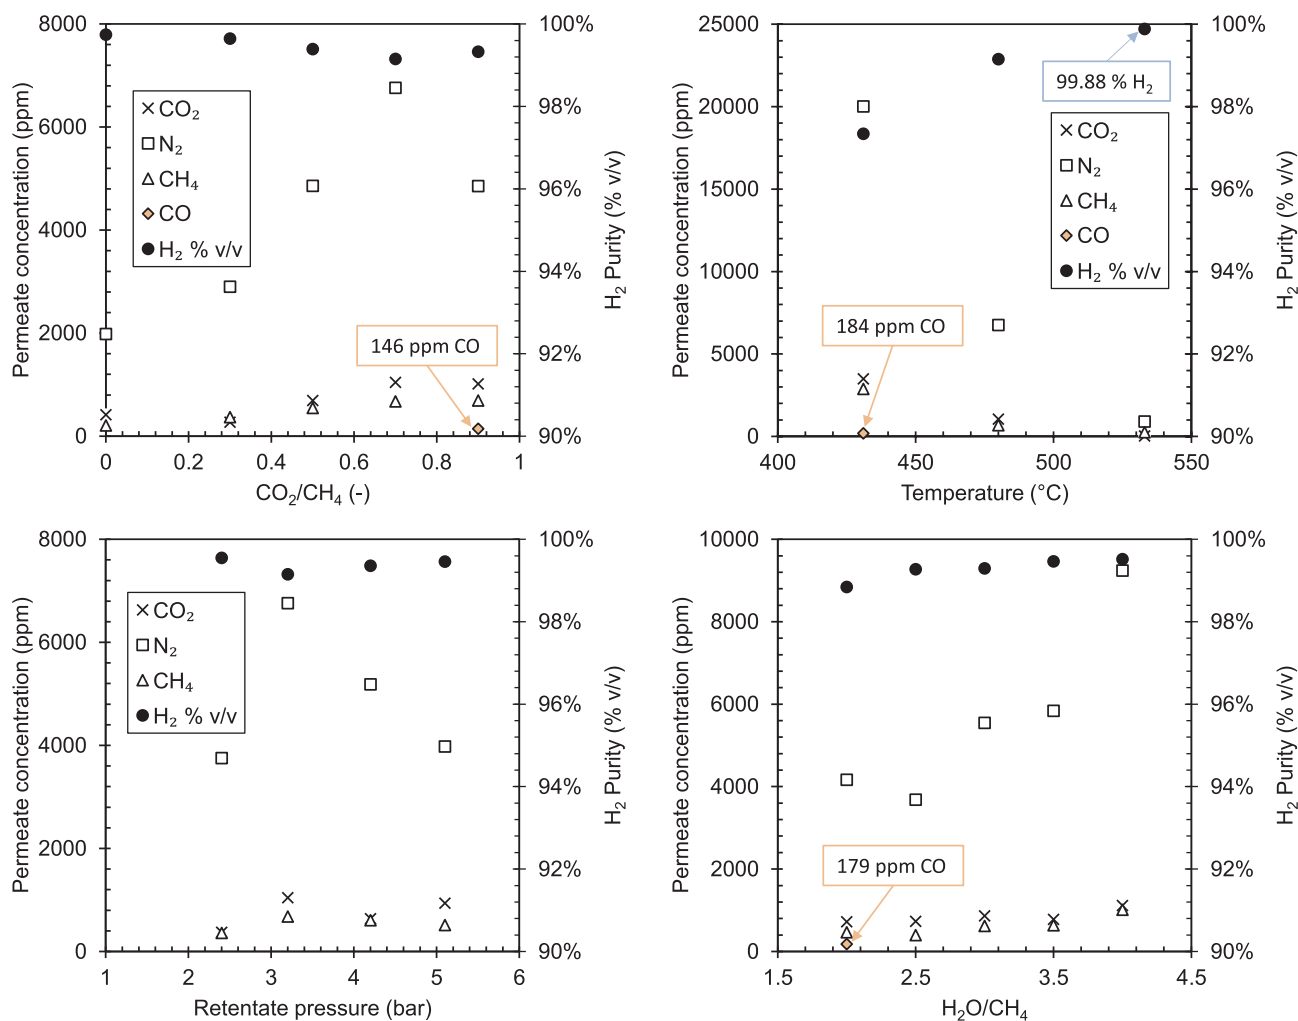 8000
6000
4000
2000
0
Permeate concentration (ppm)
CO₂
N₂
CH₄
CO
H₂ % v/v
146 ppm CO
100%
98%
96%
94%
92%
90%
H₂ Purity (% v/v)
0 0.2 0.4 0.6 0.8 1
CO₂/CH₄ (-)
25000
20000
15000
10000
5000
0
Permeate concentration (ppm)
99.88 % H₂
CO₂
N₂
CH₄
CO
H₂ % v/v
184 ppm CO
100%
98%
96%
94%
92%
90%
H₂ Purity (% v/v)
400 450 500 550
Temperature (°C)
8000
6000
4000
2000
0
Permeate concentration (ppm)
CO₂
N₂
CH₄
H₂ % v/v
100%
98%
96%
94%
92%
90%
H₂ Purity (% v/v)
1 2 3 4 5 6
Retentate pressure (bar)
10000
8000
6000
4000
2000
0
Permeate concentration (ppm)
179 ppm CO
100%
98%
96%
94%
92%
90%
H₂ Purity (% v/v)
1.5 2.5 3.5 4.5
H₂O/CH₄